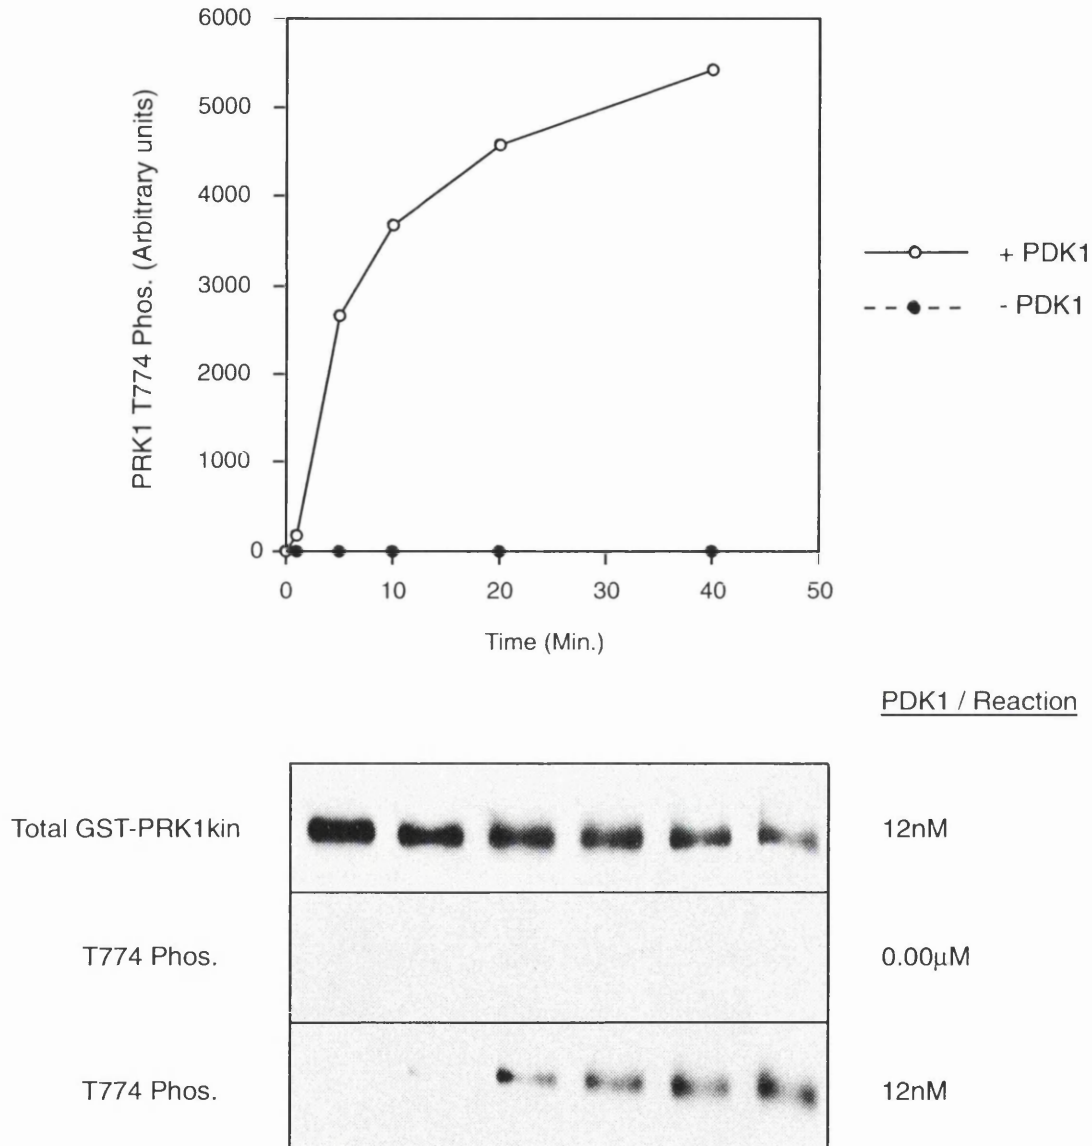 6000
5000
4000
3000
2000
1000
0
PRK1 T774 Phos. (Arbitrary units)
0 10 20 30 40 50
Time (Min.)
+ PDK1
- PDK1
PDK1 / Reaction
Total GST-PRK1kin 12nM
T774 Phos. 0.00μM
T774 Phos. 12nM